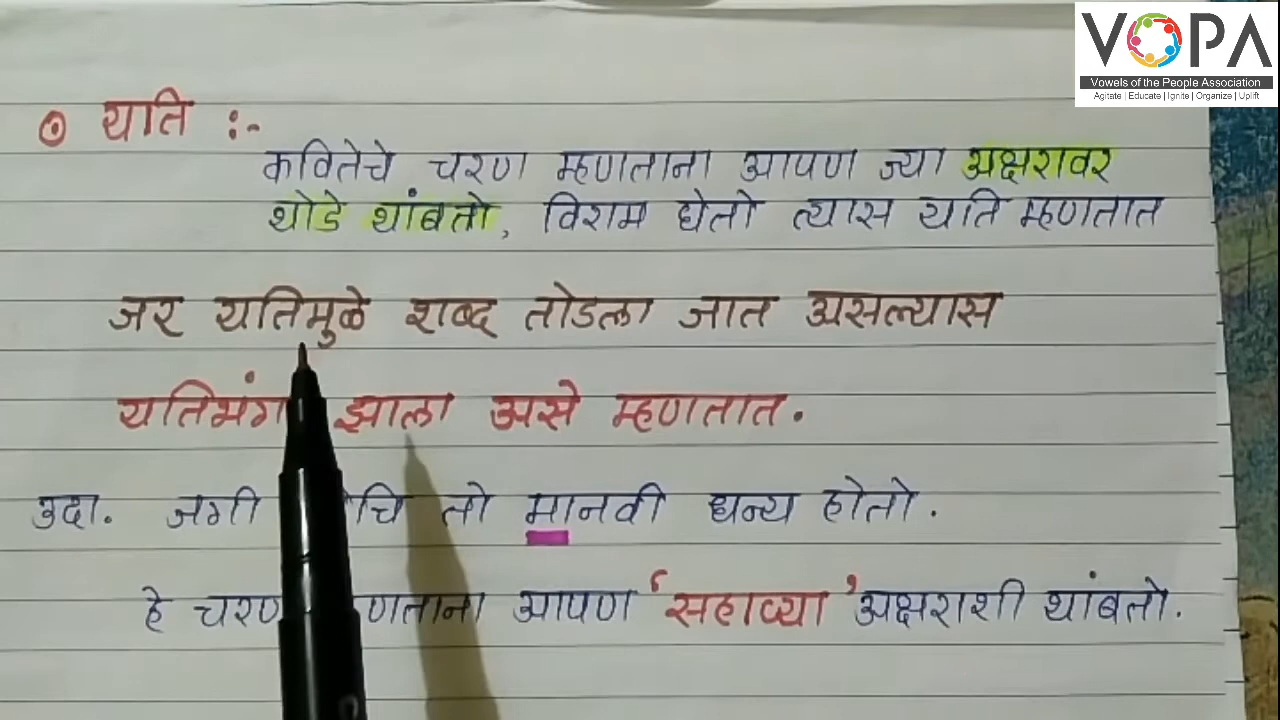 VOPA
Vowels of the People Association
Agitate | Educate | Ignite | Organize | Uplift
यति :-
कवितेचे चरण म्हणताना आपण ज्या अक्षरावर
थोडे थांबतो, विराम घेतो त्यास यति म्हणतात
जर यतिमुळे शब्द तोडला जात असल्यास
यतिभंग झाला असे म्हणतात.
उदा. जगी तो मानवी धन्य होतो.
हे चरण आपण 'सहाव्या' अक्षराशी थांबतो.